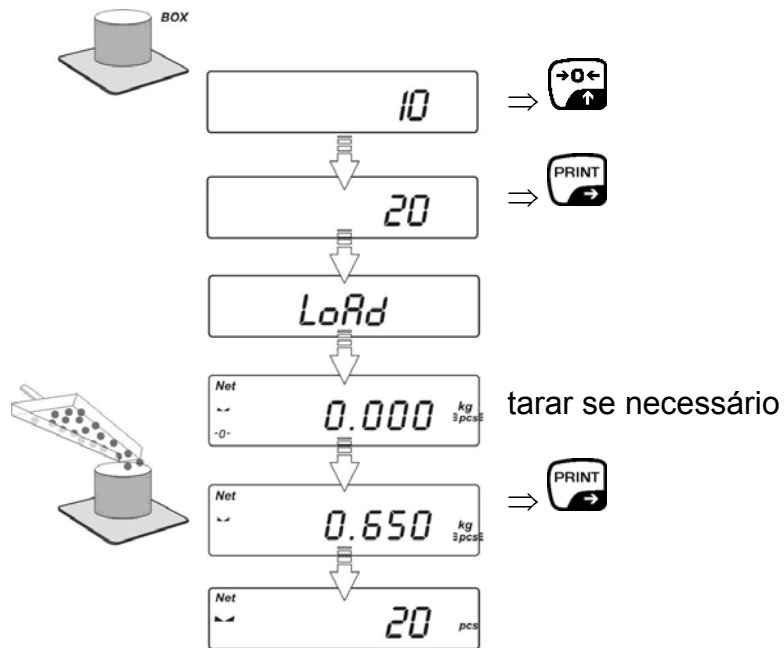 BOX
10
⇒ →0← ↑
20
⇒ PRINT →
LoAd
Net
-0-
0.000
kg
pcs
tarar se necessário
Net
0.650
kg
pcs
⇒ PRINT →
Net
20
pcs